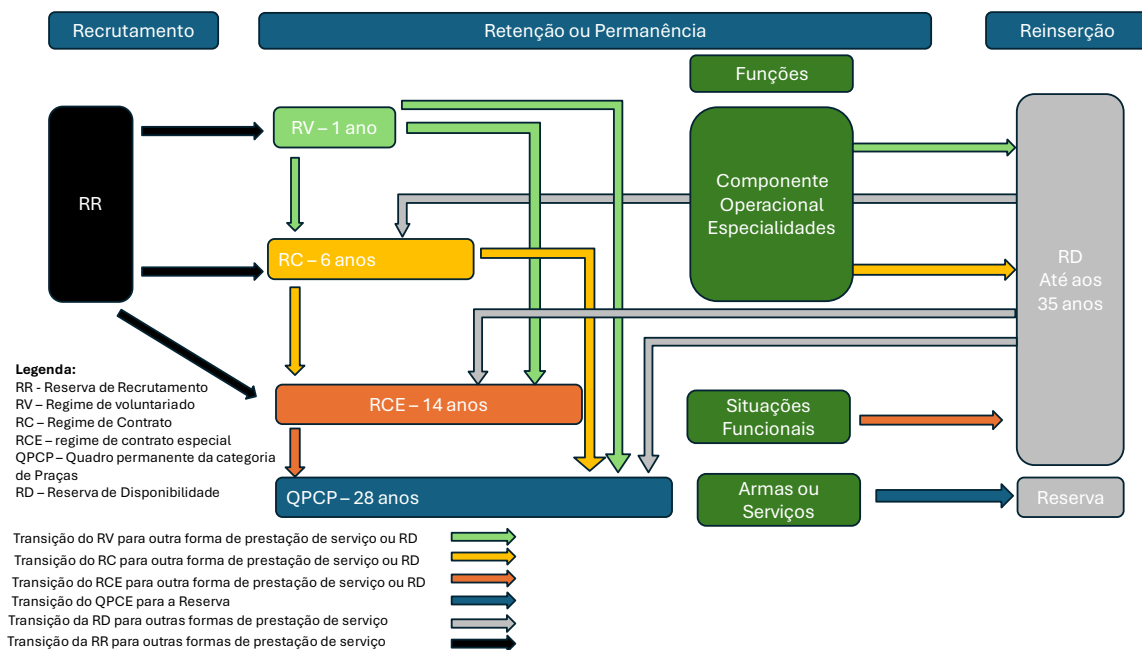 Recrutamento
Retenção ou Permanência
Reinserção
Funções
RR
RV – 1 ano
Componente
Operacional
Especialidades
RC – 6 anos
RD
Até aos
35 anos
Legenda:
RR - Reserva de Recrutamento
RV – Regime de voluntariado
RC – Regime de Contrato
RCE – regime de contrato especial
QPCP – Quadro permanente da categoria
de Praças
RD – Reserva de Disponibilidade
RCE – 14 anos
Situações
Funcionais
QPCP – 28 anos
Armas ou
Serviços
Reserva
Transição do RV para outra forma de prestação de serviço ou RD
Transição do RC para outra forma de prestação de serviço ou RD
Transição do RCE para outra forma de prestação de serviço ou RD
Transição do QPCE para a Reserva
Transição da RD para outras formas de prestação de serviço
Transição da RR para outras formas de prestação de serviço